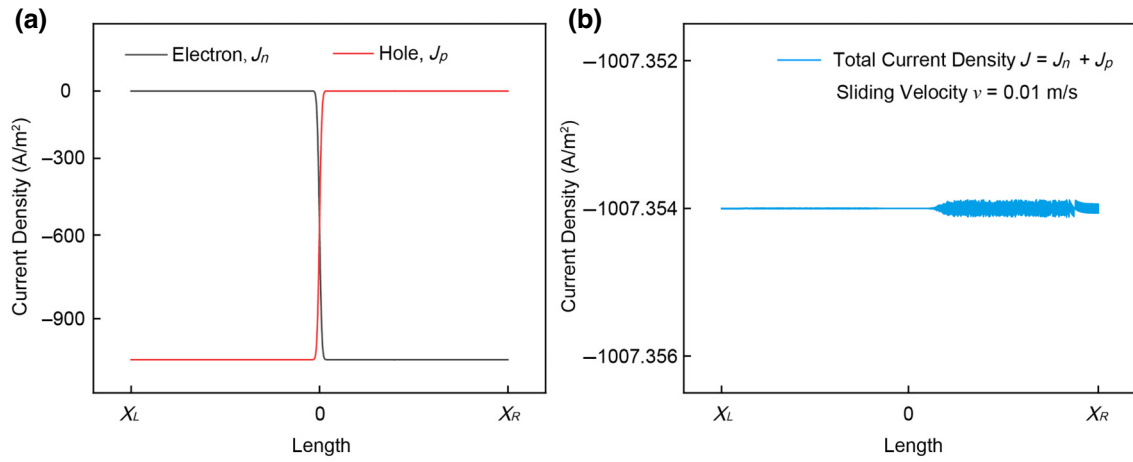 (a)
Electron, Jn
Hole, Jp
0
–300
–600
–900
Current Density (A/m²)
XL
0
XR
Length
(b)
Total Current Density J = Jn + Jp
Sliding Velocity v = 0.01 m/s
–1007.352
–1007.354
–1007.356
Current Density (A/m²)
XL
0
XR
Length